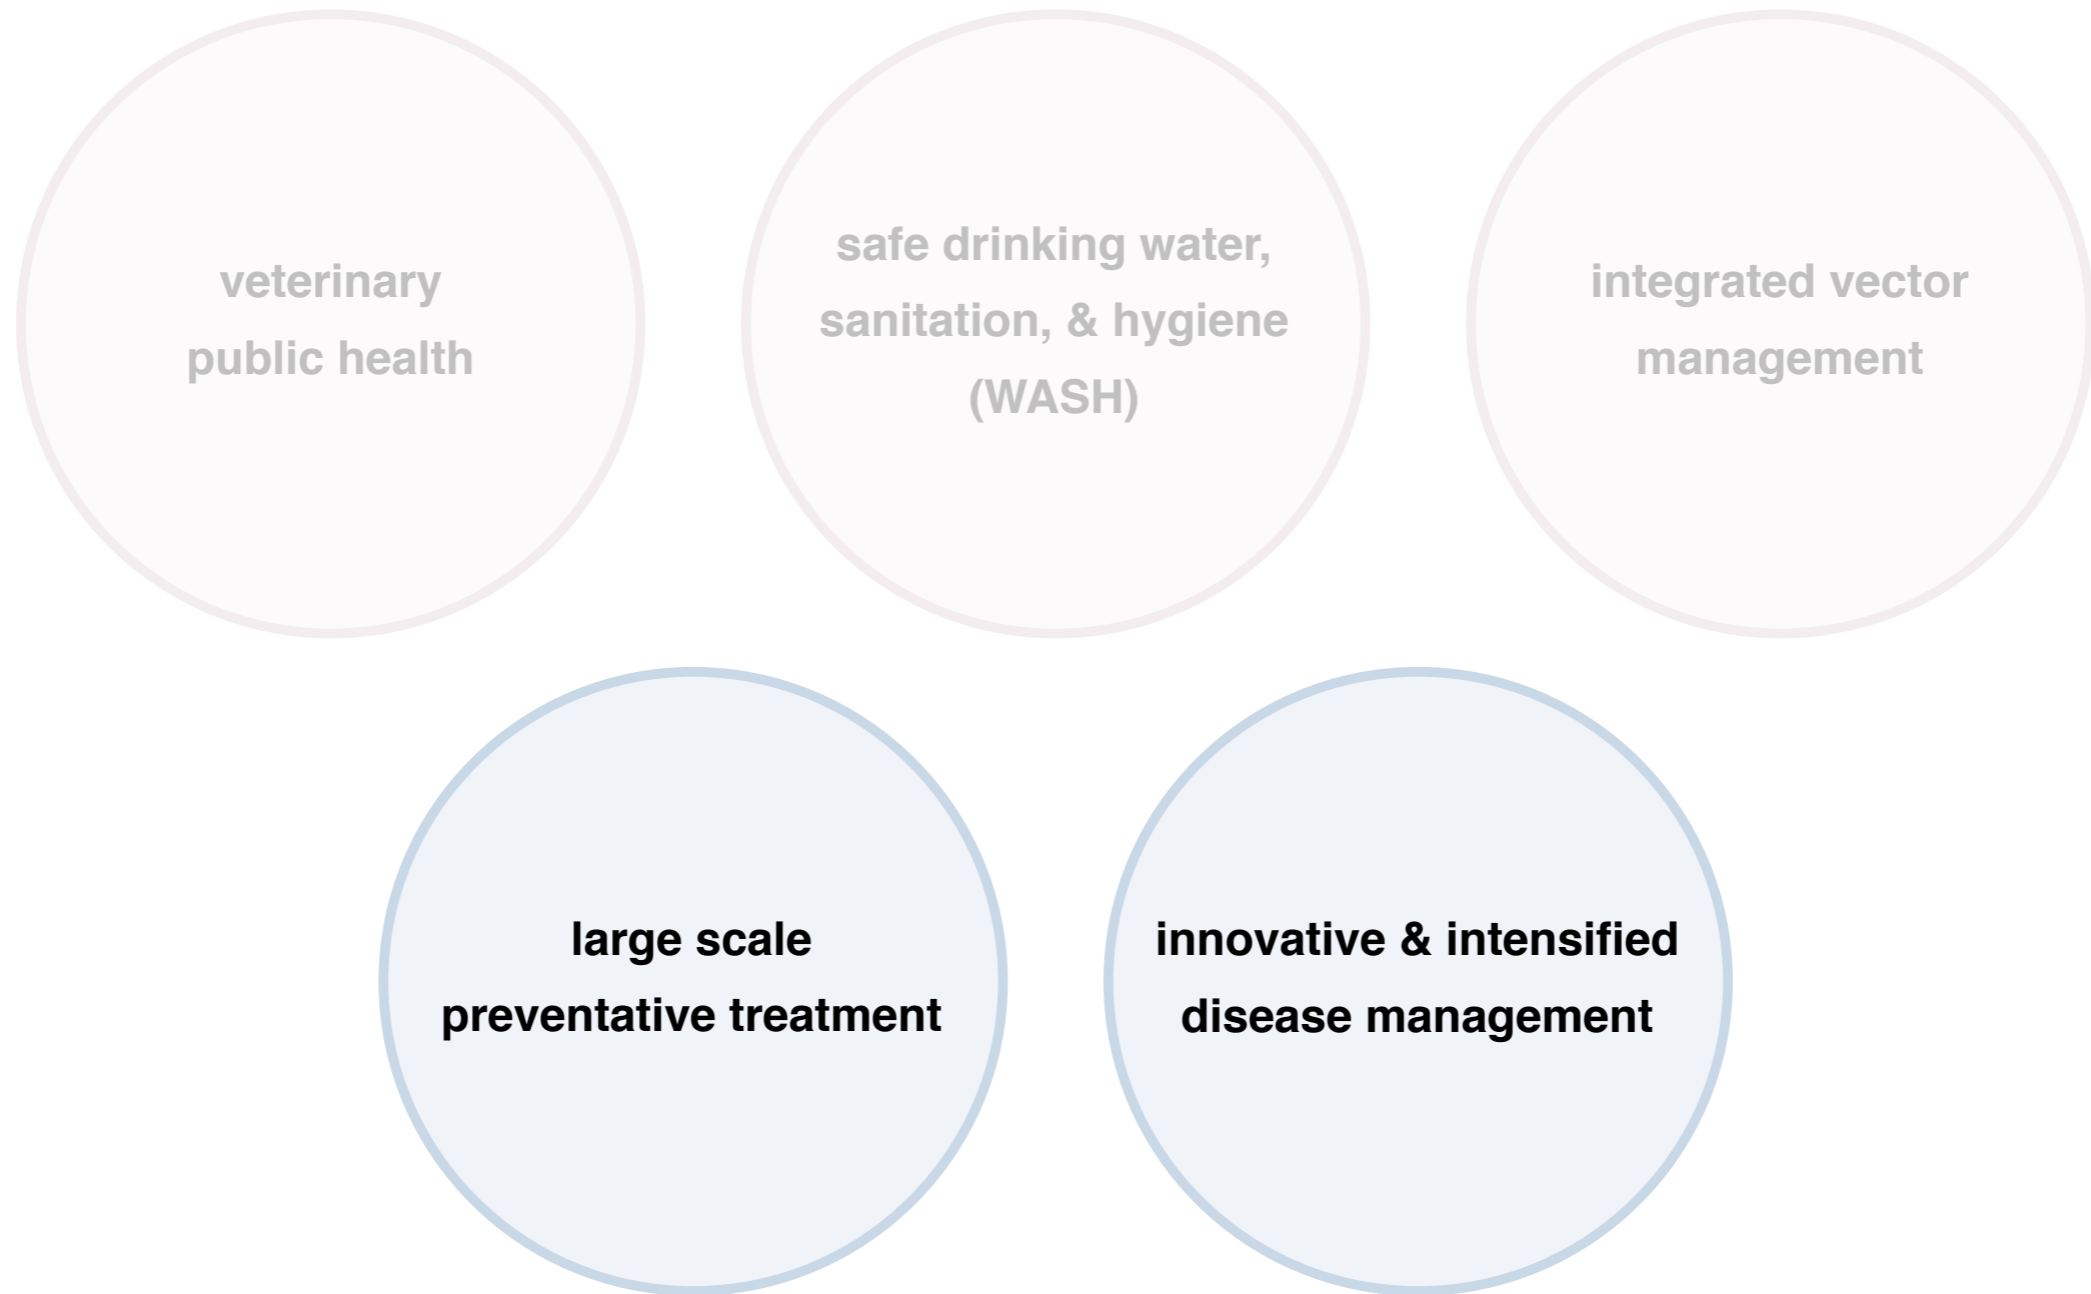 veterinary
public health
safe drinking water,
sanitation, & hygiene
(WASH)
integrated vector
management
large scale
preventative treatment
innovative & intensified
disease management